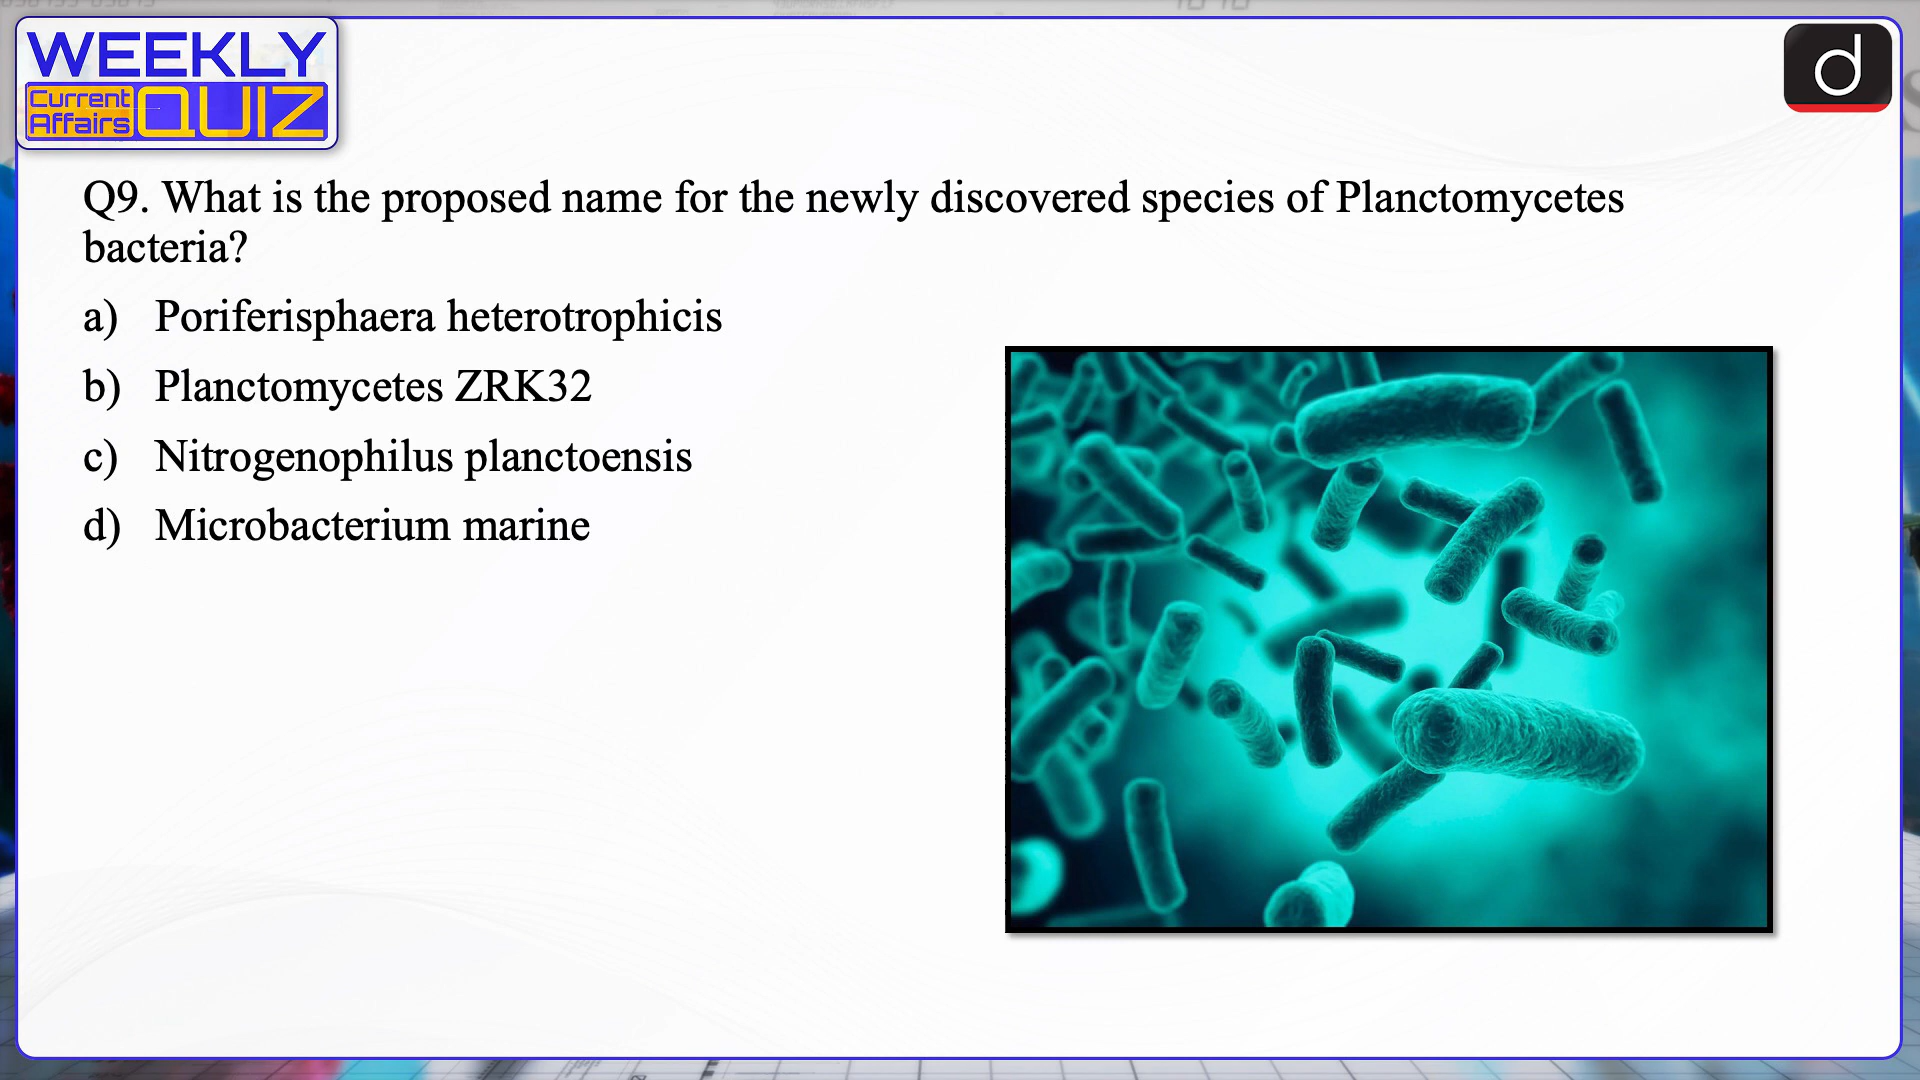 WEEKLY
Current
Affairs
QUIZ
d
Q9. What is the proposed name for the newly discovered species of Planctomycetes
bacteria?
a) Poriferisphaera heterotrophicis
b) Planctomycetes ZRK32
c) Nitrogenophilus planctoensis
d) Microbacterium marine